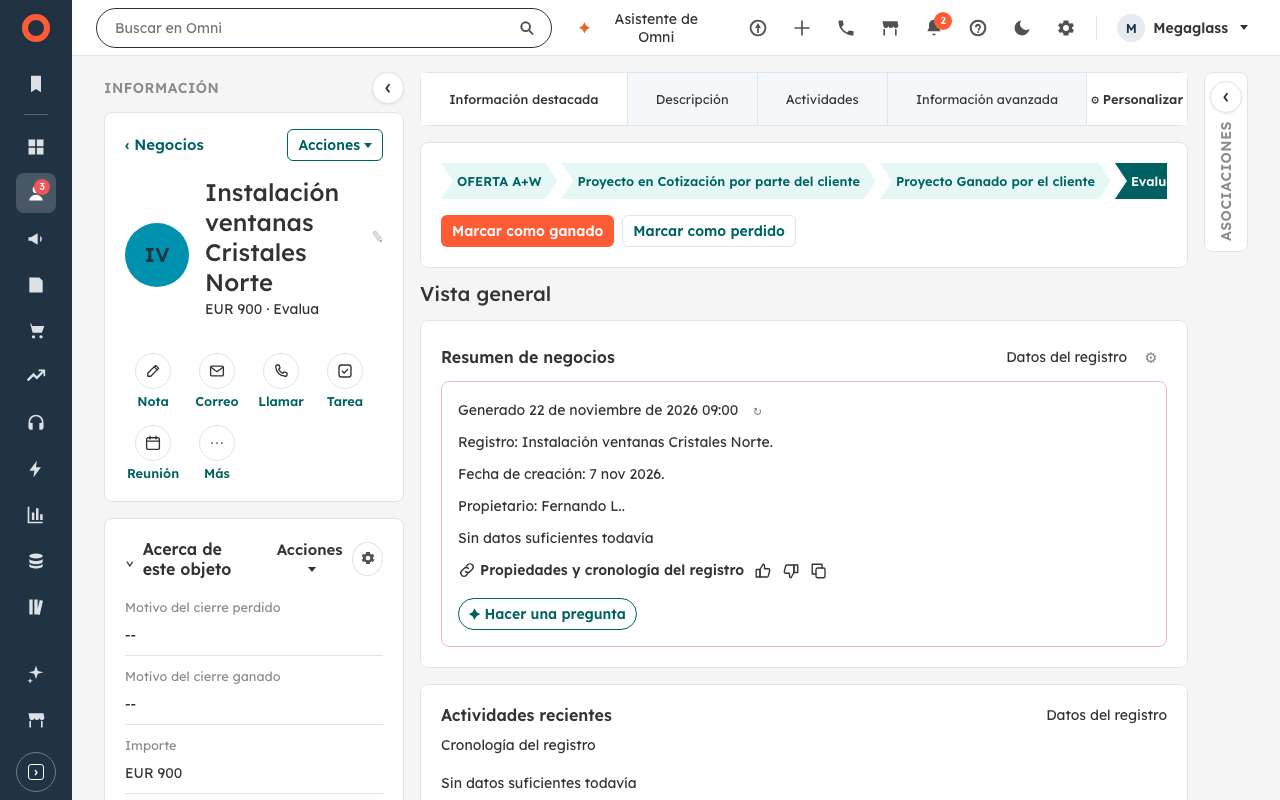 Buscar en Omni
Asistente de
Omni
2
M
Megaglass
3
INFORMACIÓN
‹ Negocios
Acciones
IV
Instalación
ventanas
Cristales
Norte
EUR 900 · Evalua
Nota
Correo
Llamar
Tarea
Reunión
Más
Acerca de
este objeto
Acciones
Motivo del cierre perdido
--
Motivo del cierre ganado
--
Importe
EUR 900
Información destacada
Descripción
Actividades
Información avanzada
Personalizar
OFERTA A+W
Proyecto en Cotización por parte del cliente
Proyecto Ganado por el cliente
Evalu
Marcar como ganado
Marcar como perdido
Vista general
Resumen de negocios
Datos del registro
Generado 22 de noviembre de 2026 09:00
Registro: Instalación ventanas Cristales Norte.
Fecha de creación: 7 nov 2026.
Propietario: Fernando L..
Sin datos suficientes todavía
Propiedades y cronología del registro
Hacer una pregunta
Actividades recientes
Datos del registro
Cronología del registro
Sin datos suficientes todavía
ASOCIACIONES